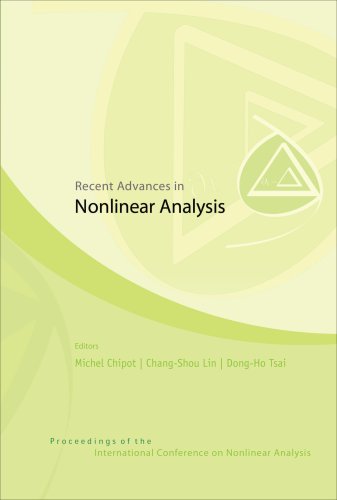 Recent Advances in
Nonlinear Analysis
Editors
Michel Chipot | Chang-Shou Lin | Dong-Ho Tsai
Proceedings of the
International Conference on Nonlinear Analysis